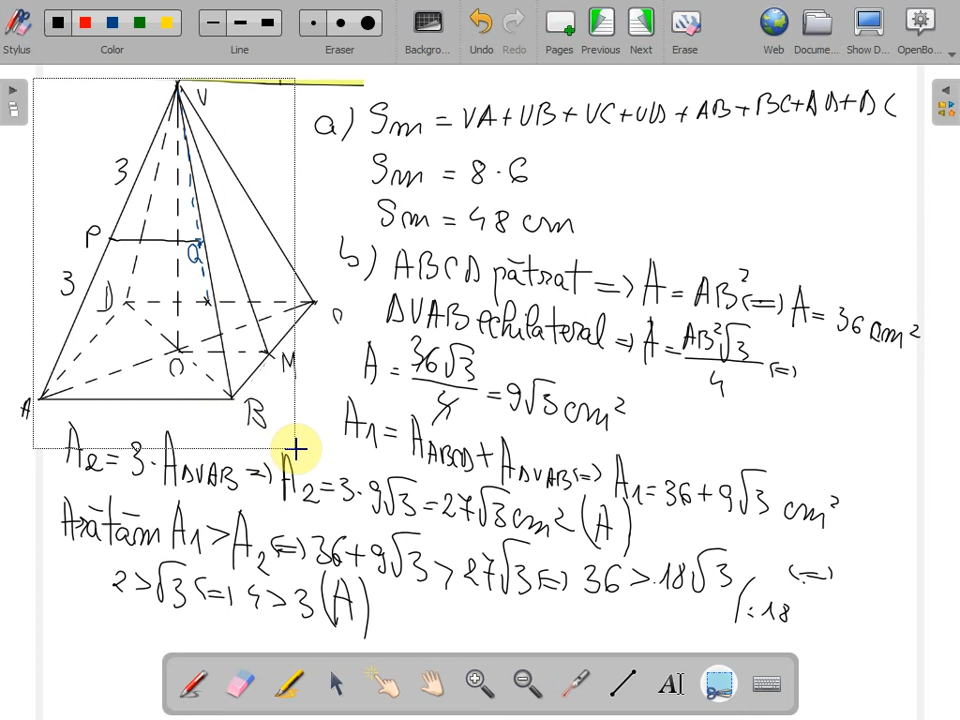 Stylus
Color
Line
Eraser
Backgro...
Undo
Redo
Pages
Previous
Next
Erase
Web
Docume...
Show D...
OpenBo...
V
3
P
Q
3
D
C
O
M
A
B
a) Sm = VA+VB+VC+VD+AB+BC+AD+DC
Sm = 8·6
Sm = 48 cm
b) ABCD pătrat => A = AB² <=> A = 36 cm²
ΔVAB echilateral => A = AB²√3/4 <=>
A = 36√3/4 = 9√3 cm²
A1 = A ABCD + A ΔVAB <=> A1 = 36 + 9√3 cm²
A2 = 3·A ΔVAB => A2 = 3·9√3 = 27√3 cm² (A)
Arătăm A1 > A2 <=> 36 + 9√3 > 27√3 <=> 36 > 18√3 /:18 <=>
2 > √3 <=> 4 > 3 (A)